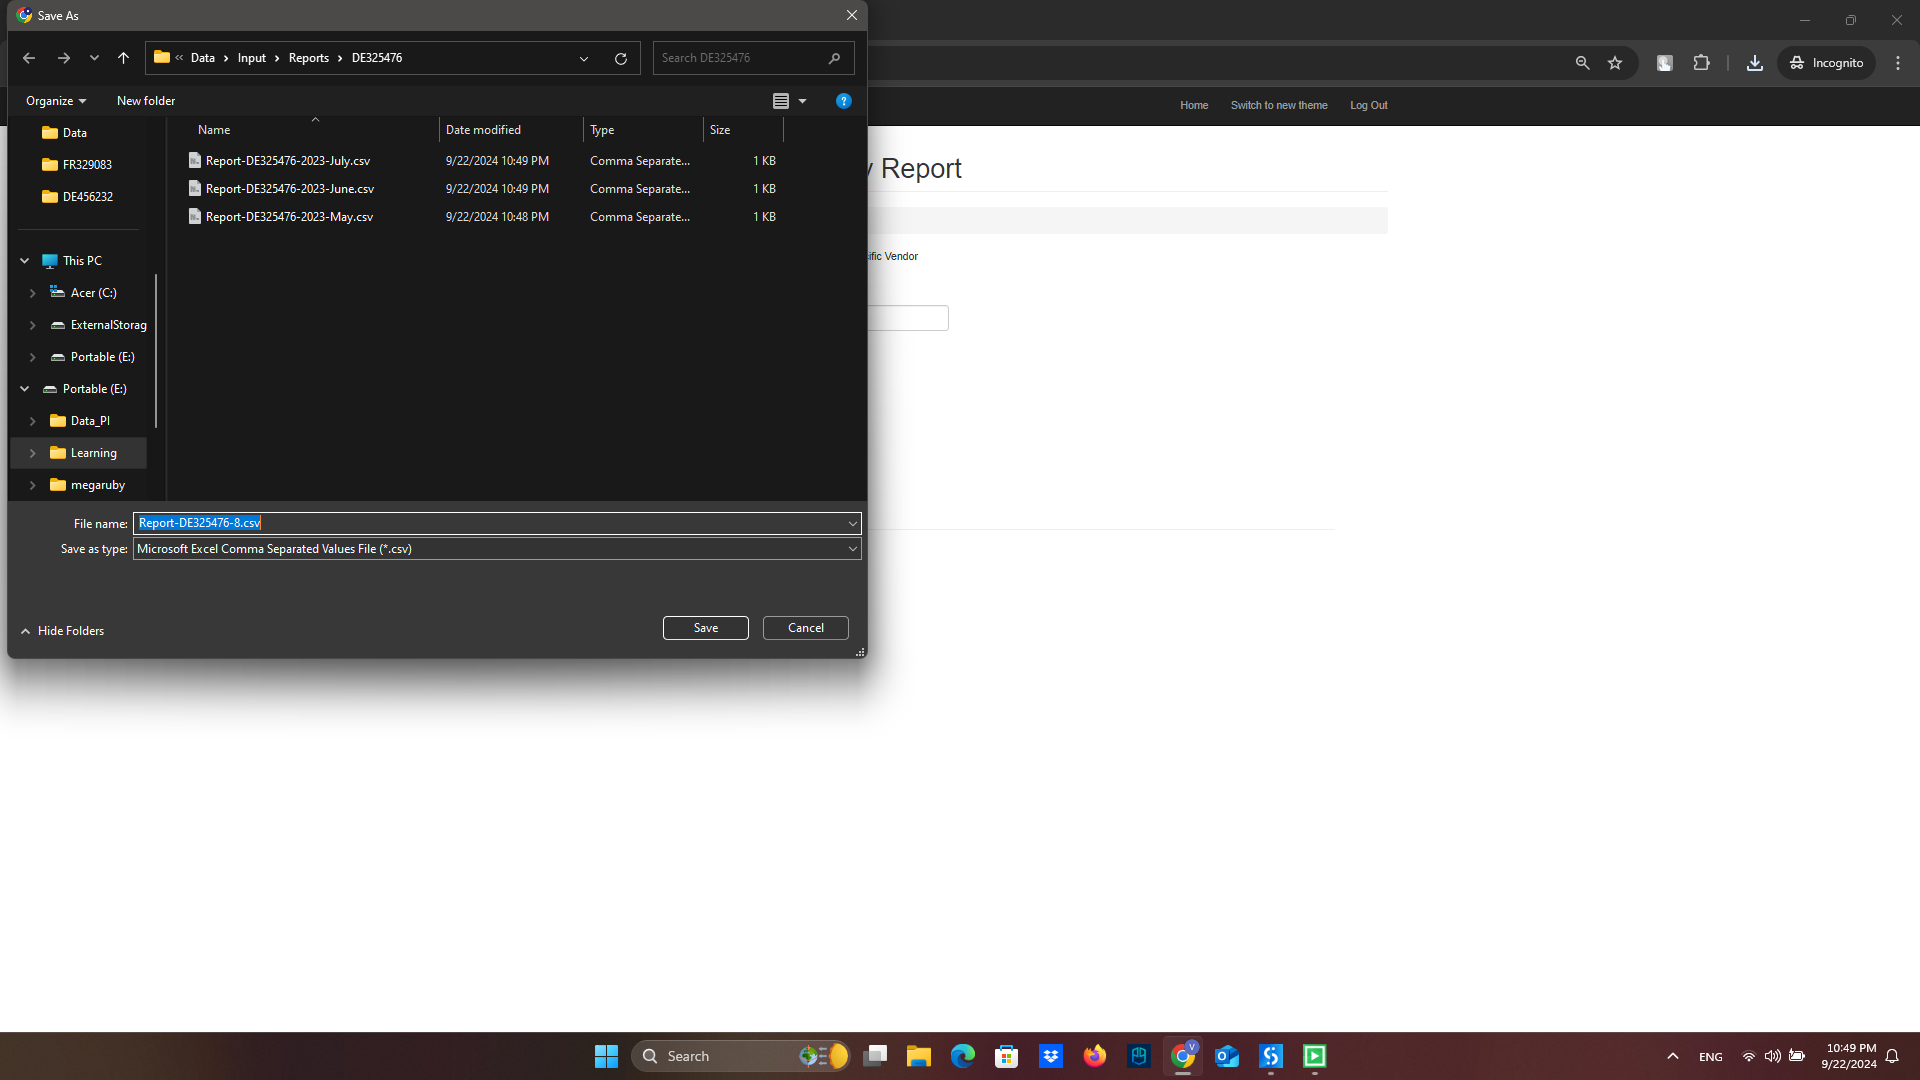 Save As
« Data › Input › Reports › DE325476
Search DE325476
Incognito
Organize
New folder
Home
Switch to new theme
Log Out
Name
Date modified
Type
Size
Data
FR329083
DE456232
Report-DE325476-2023-July.csv 9/22/2024 10:49 PM Comma Separate... 1 KB
Report-DE325476-2023-June.csv 9/22/2024 10:49 PM Comma Separate... 1 KB
Report-DE325476-2023-May.csv 9/22/2024 10:48 PM Comma Separate... 1 KB
Report
Vendor
This PC
Acer (C:)
ExternalStorag
Portable (E:)
Portable (E:)
Data_PI
Learning
megaruby
File name: Report-DE325476-8.csv
Save as type: Microsoft Excel Comma Separated Values File (*.csv)
Hide Folders
Save
Cancel
Search
ENG
10:49 PM
9/22/2024